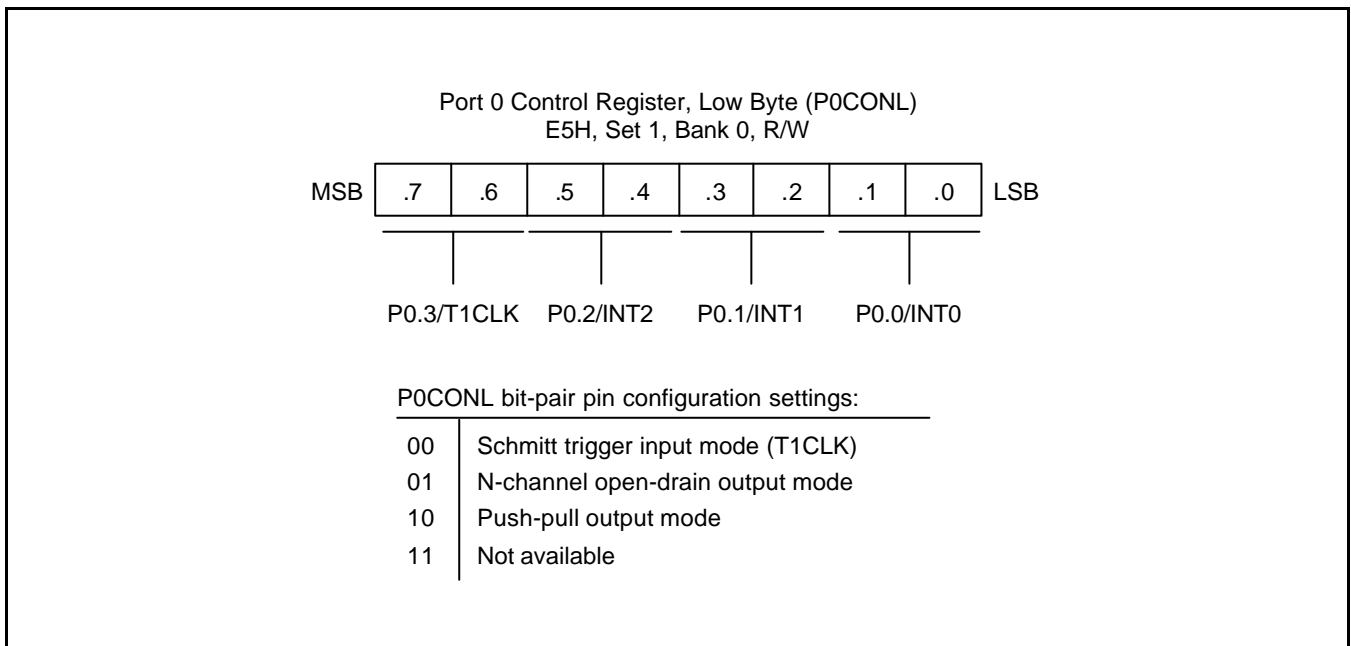 Port 0 Control Register, Low Byte (P0CONL)
E5H, Set 1, Bank 0, R/W
MSB .7 .6 .5 .4 .3 .2 .1 .0 LSB
P0.3/T1CLK P0.2/INT2 P0.1/INT1 P0.0/INT0
P0CONL bit-pair pin configuration settings:
00 Schmitt trigger input mode (T1CLK)
01 N-channel open-drain output mode
10 Push-pull output mode
11 Not available